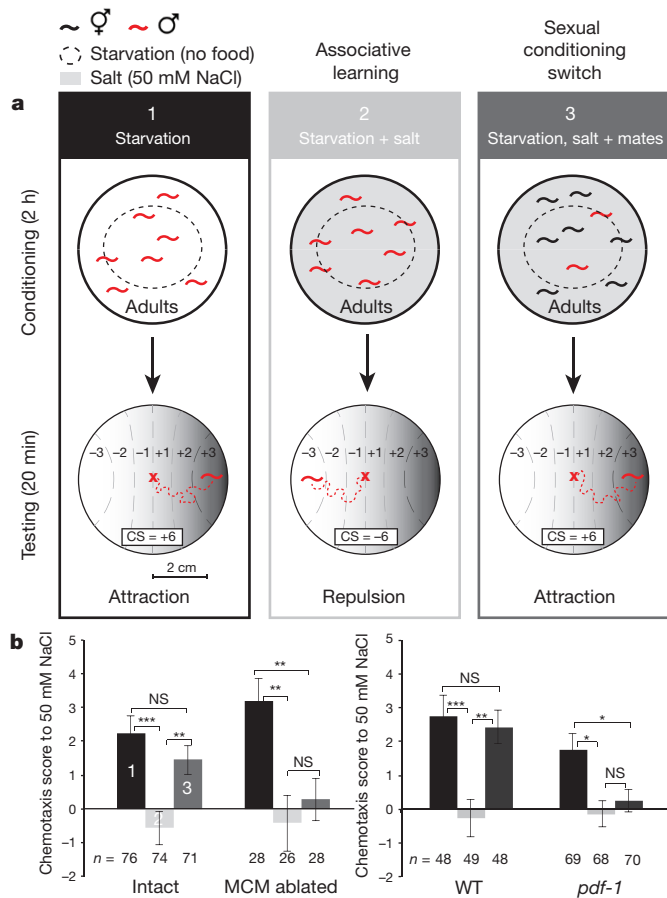 ⚥ ♂
Starvation (no food)
Salt (50 mM NaCl)
Associative learning
Sexual conditioning switch
a
1
Starvation
2
Starvation + salt
3
Starvation, salt + mates
Conditioning (2 h)
Adults
Adults
Adults
Testing (20 min)
–3 –2 –1 +1 +2 +3
x
CS = +6
–3 –2 –1 +1 +2 +3
x
CS = –6
–3 –2 –1 +1 +2 +3
x
CS = +6
2 cm
Attraction
Repulsion
Attraction
b
Chemotaxis score to 50 mM NaCl
5
4
3
2
1
0
–1
–2
NS
*** **
1
2
3
**
**
NS
n = 76 74 71 28 26 28
Intact MCM ablated
Chemotaxis score to 50 mM NaCl
5
4
3
2
1
0
–1
–2
NS
*** **
*
*
NS
n = 48 49 48 69 68 70
WT pdf-1